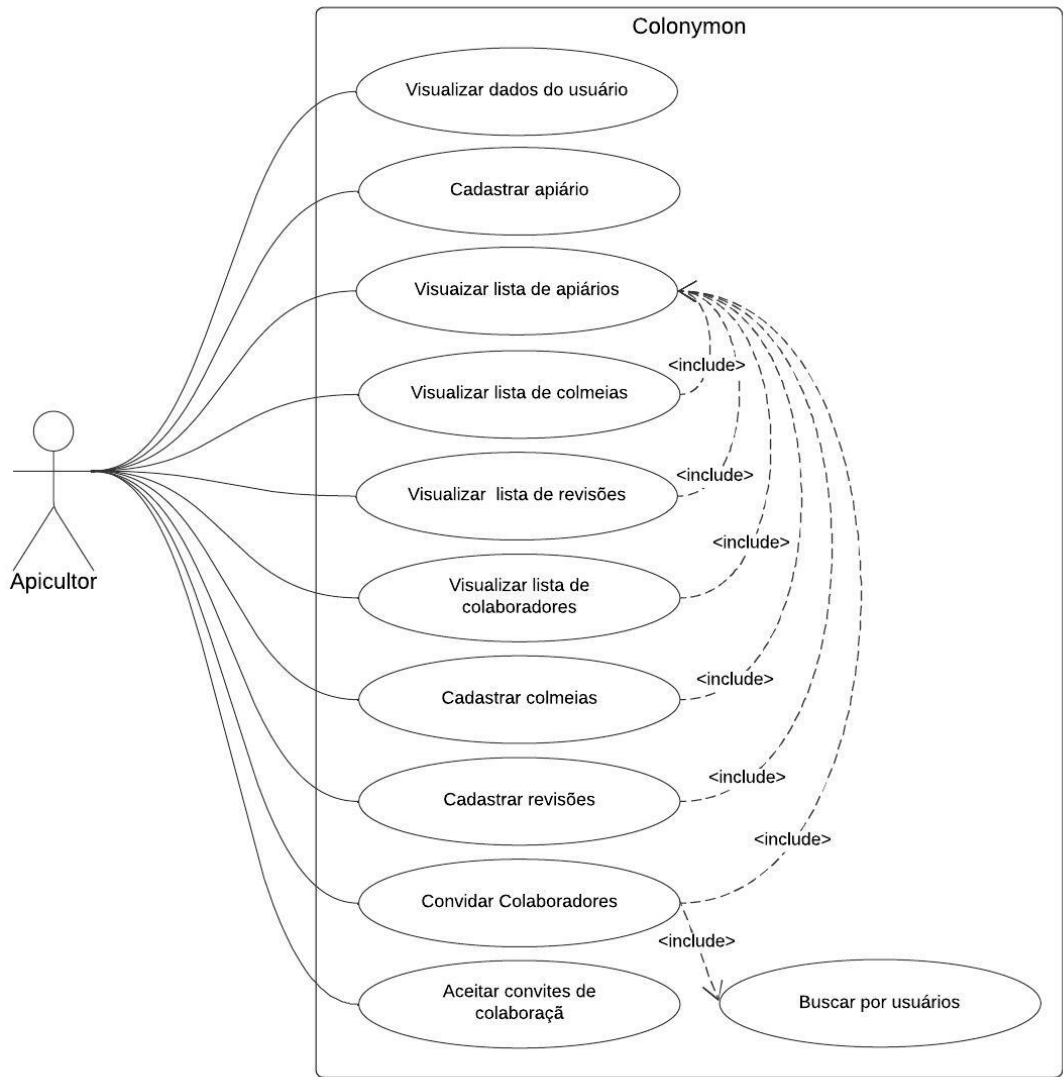 Colonymon
Visualizar dados do usuário
Cadastrar apiário
Visuaizar lista de apiários
<include>
Visualizar lista de colmeias
<include>
Visualizar lista de revisões
Apicultor
<include>
Visualizar lista de
colaboradores
<include>
Cadastrar colmeias
<include>
Cadastrar revisões
<include>
Convidar Colaboradores
<include>
Aceitar convites de
colaboraçã
Buscar por usuários